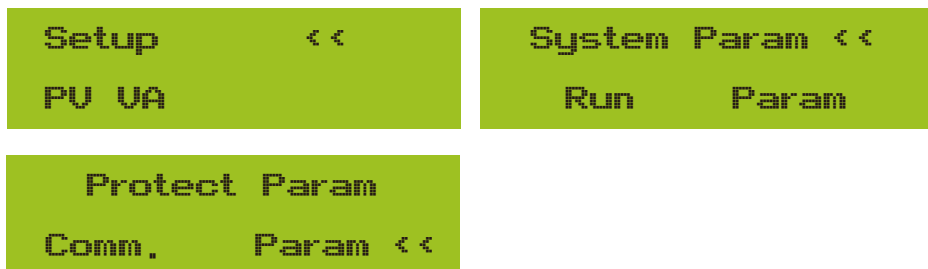 Setup <<
PV VA
System Param <<
Run Param
Protect Param
Comm. Param <<